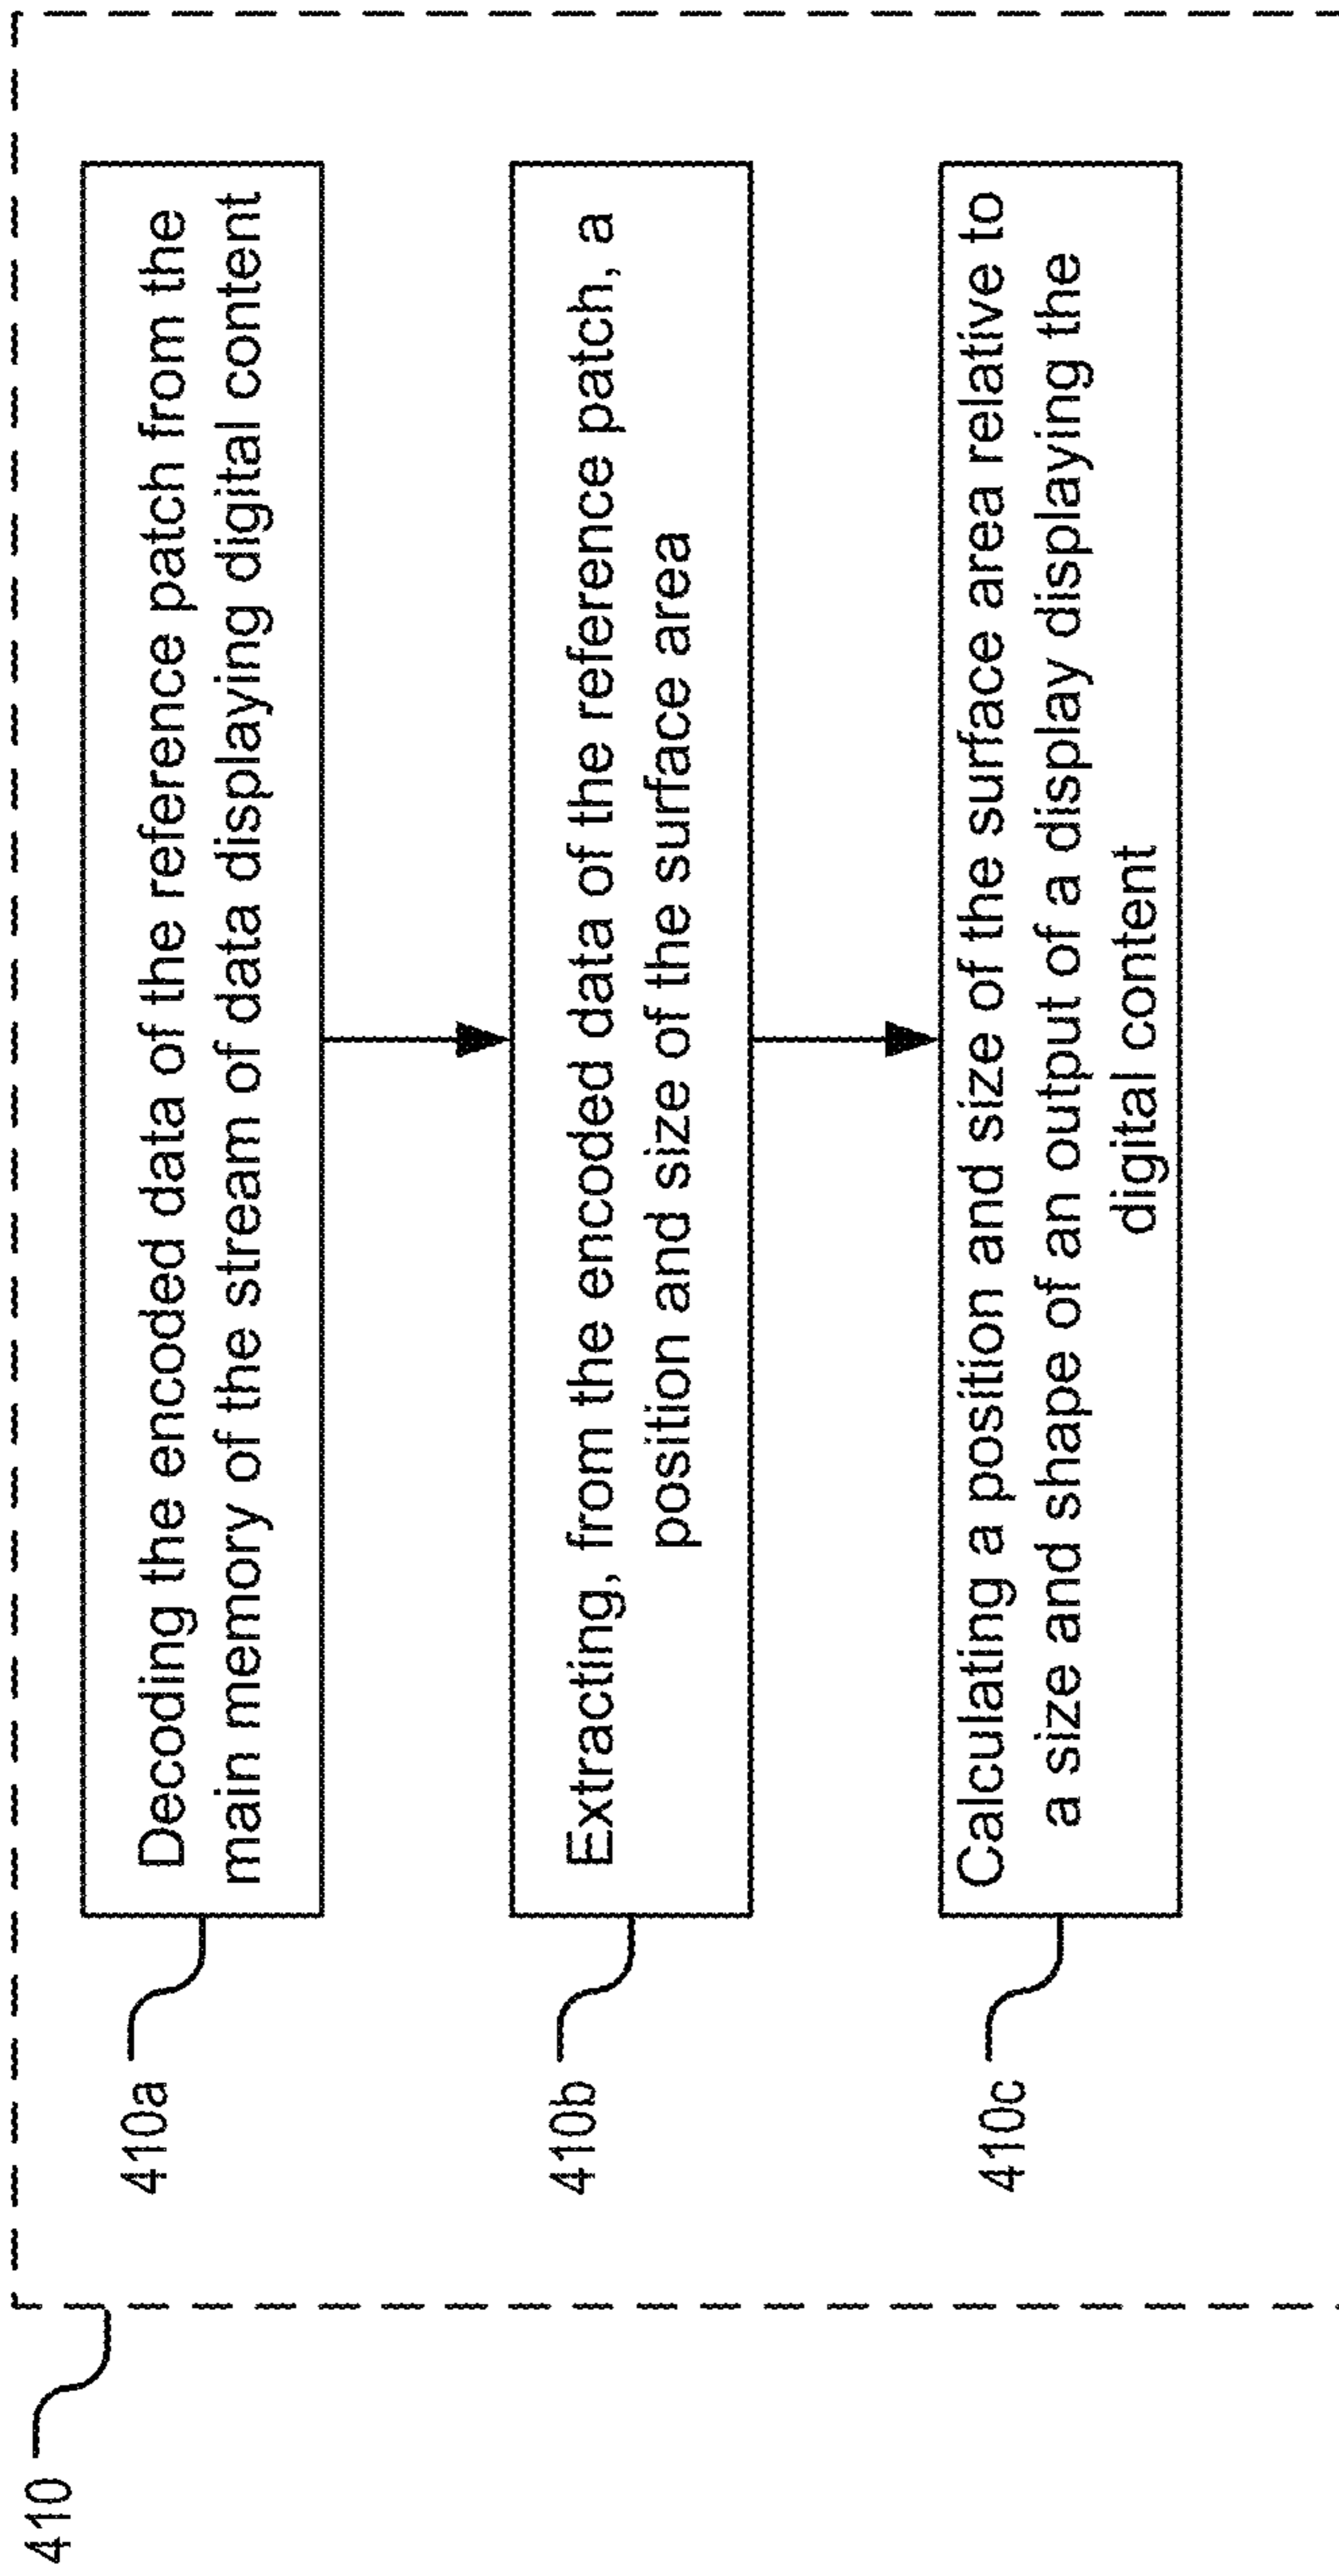 410
410a
Decoding the encoded data of the reference patch from the
main memory of the stream of data displaying digital content
410b
Extracting, from the encoded data of the reference patch, a
position and size of the surface area
410c
Calculating a position and size of the surface area relative to
a size and shape of an output of a display displaying the
digital content